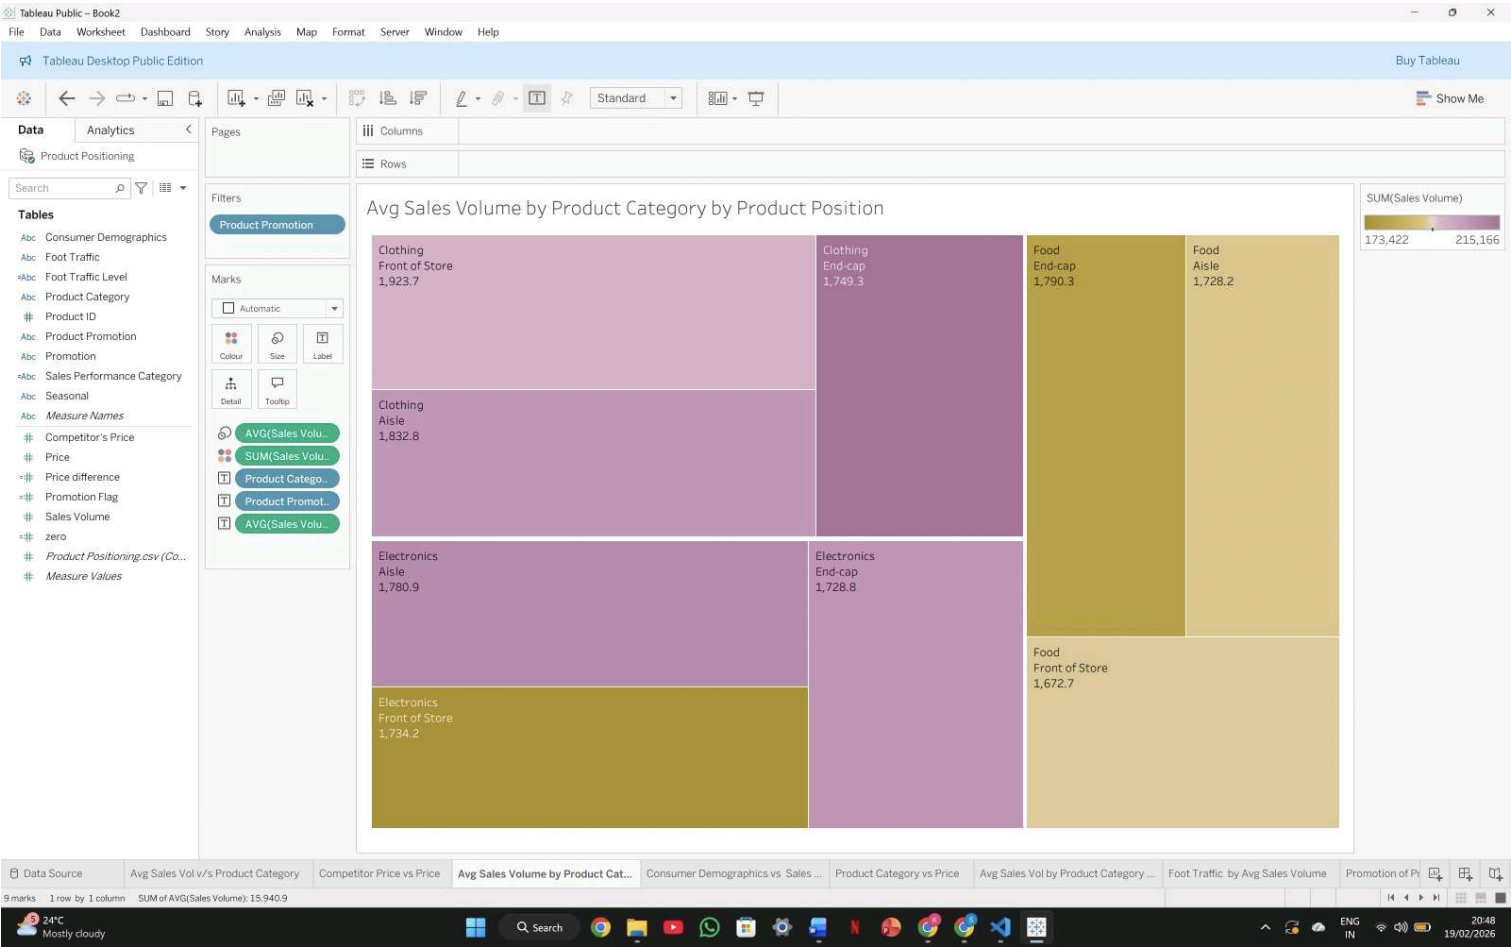 Tableau Public – Book2
File Data Worksheet Dashboard Story Analysis Map Format Server Window Help
Tableau Desktop Public Edition
Buy Tableau
Standard
Show Me
Data
Analytics
Product Positioning
Search
Tables
Abc Consumer Demographics
Abc Foot Traffic
=Abc Foot Traffic Level
Abc Product Category
# Product ID
Abc Product Promotion
Abc Promotion
=Abc Sales Performance Category
Abc Seasonal
Abc Measure Names
# Competitor's Price
# Price
=# Price difference
=# Promotion Flag
# Sales Volume
=# zero
# Product Positioning.csv (Co...
# Measure Values
Pages
Filters
Product Promotion
Marks
Automatic
Colour
Size
T
Label
Detail
Tooltip
AVG(Sales Volu..
SUM(Sales Volu..
T Product Catego..
T Product Promot..
T AVG(Sales Volu..
Columns
Rows
Avg Sales Volume by Product Category by Product Position
Clothing
Front of Store
1,923.7
Clothing
End-cap
1,749.3
Food
End-cap
1,790.3
Food
Aisle
1,728.2
Clothing
Aisle
1,832.8
Electronics
Aisle
1,780.9
Electronics
End-cap
1,728.8
Food
Front of Store
1,672.7
Electronics
Front of Store
1,734.2
SUM(Sales Volume)
173,422
215,166
Data Source
Avg Sales Vol v/s Product Category
Competitor Price vs Price
Avg Sales Volume by Product Cat...
Consumer Demographics vs Sales ...
Product Category vs Price
Avg Sales Vol by Product Category ...
Foot Traffic by Avg Sales Volume
Promotion of Pr
9 marks 1 row by 1 column SUM of AVG(Sales Volume): 15,940.9
5
24°C
Mostly cloudy
Search
ENG
IN
20:48
19/02/2026